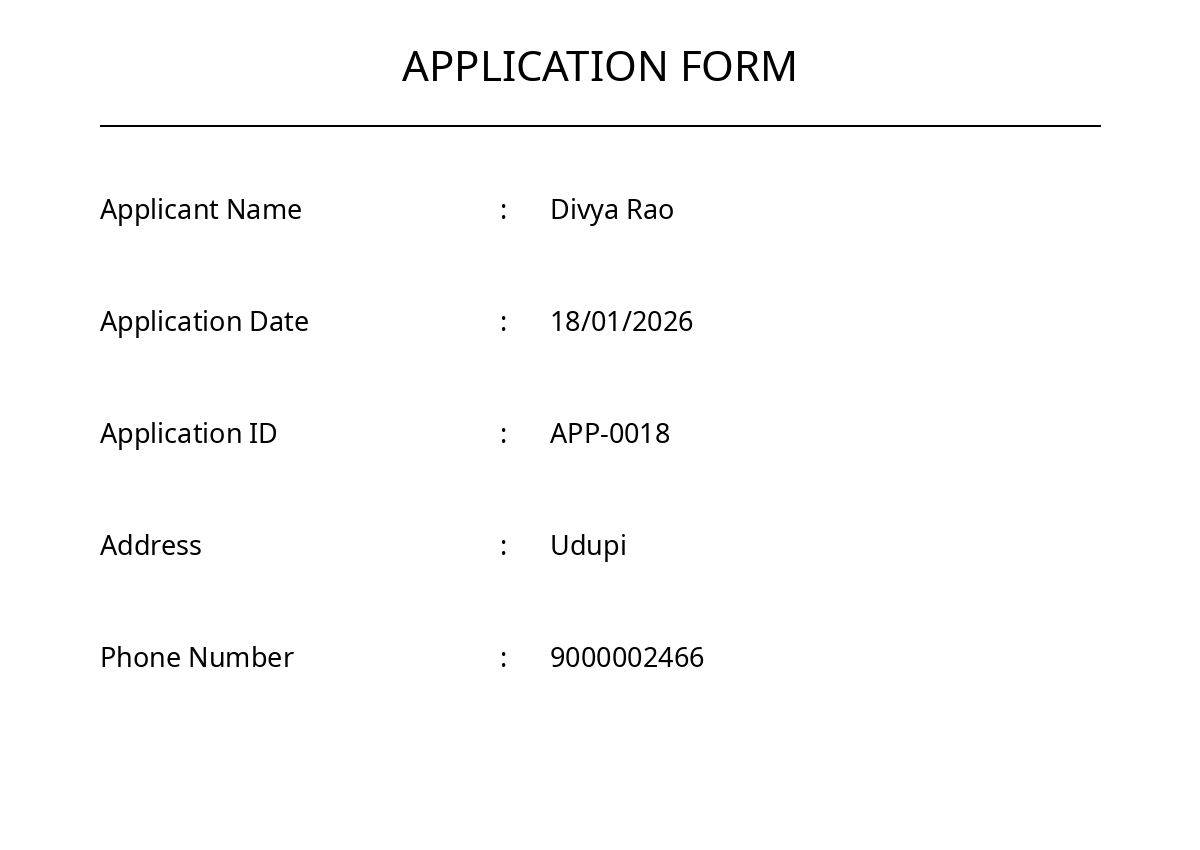 APPLICATION FORM
Applicant Name : Divya Rao
Application Date : 18/01/2026
Application ID : APP-0018
Address : Udupi
Phone Number : 9000002466